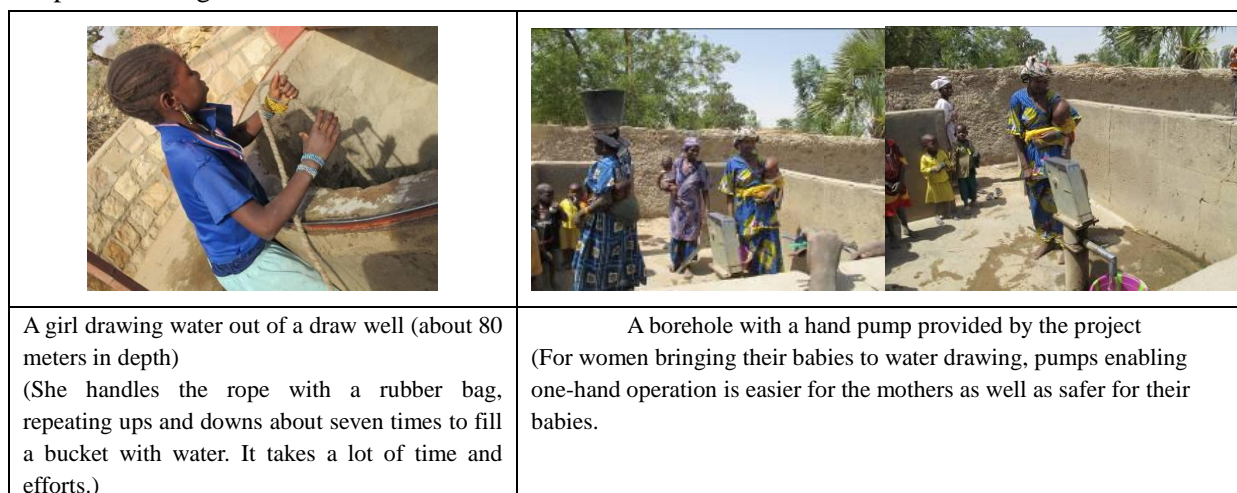 A girl drawing water out of a draw well (about 80
meters in depth)
(She handles the rope with a rubber bag,
repeating ups and downs about seven times to fill
a bucket with water. It takes a lot of time and
efforts.)
A borehole with a hand pump provided by the project
(For women bringing their babies to water drawing, pumps enabling
one-hand operation is easier for the mothers as well as safer for their
babies.